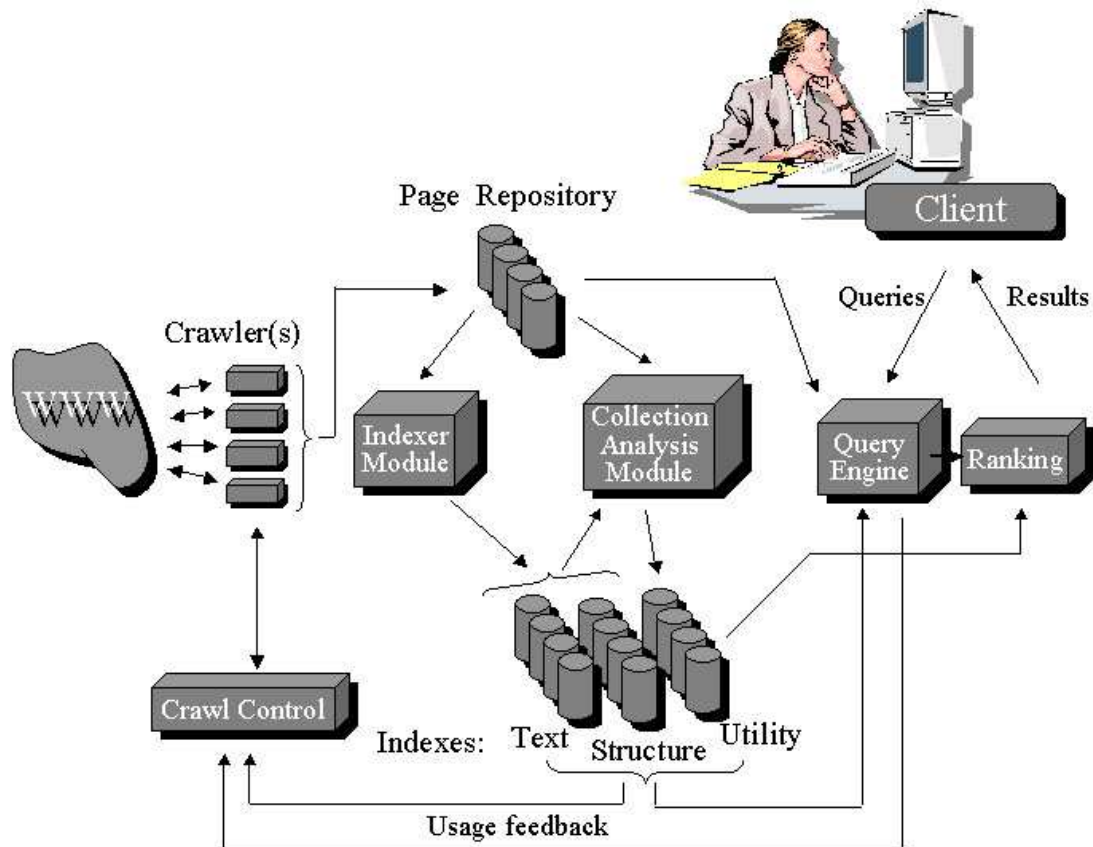 Page Repository
Client
Queries
Results
Crawler(s)
WWW
Indexer
Module
Collection
Analysis
Module
Query
Engine
Ranking
Crawl Control
Indexes:
Text
Structure
Utility
Usage feedback